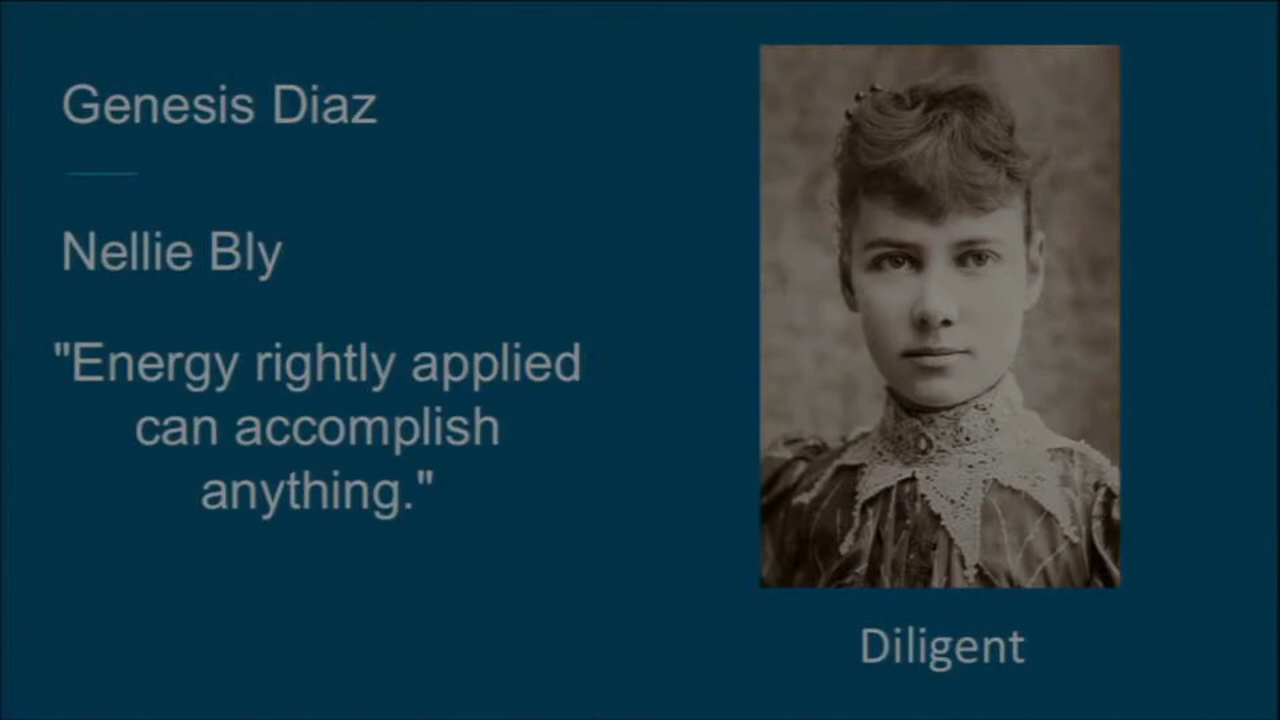 Genesis Diaz
Nellie Bly
"Energy rightly applied
can accomplish
anything."
Diligent